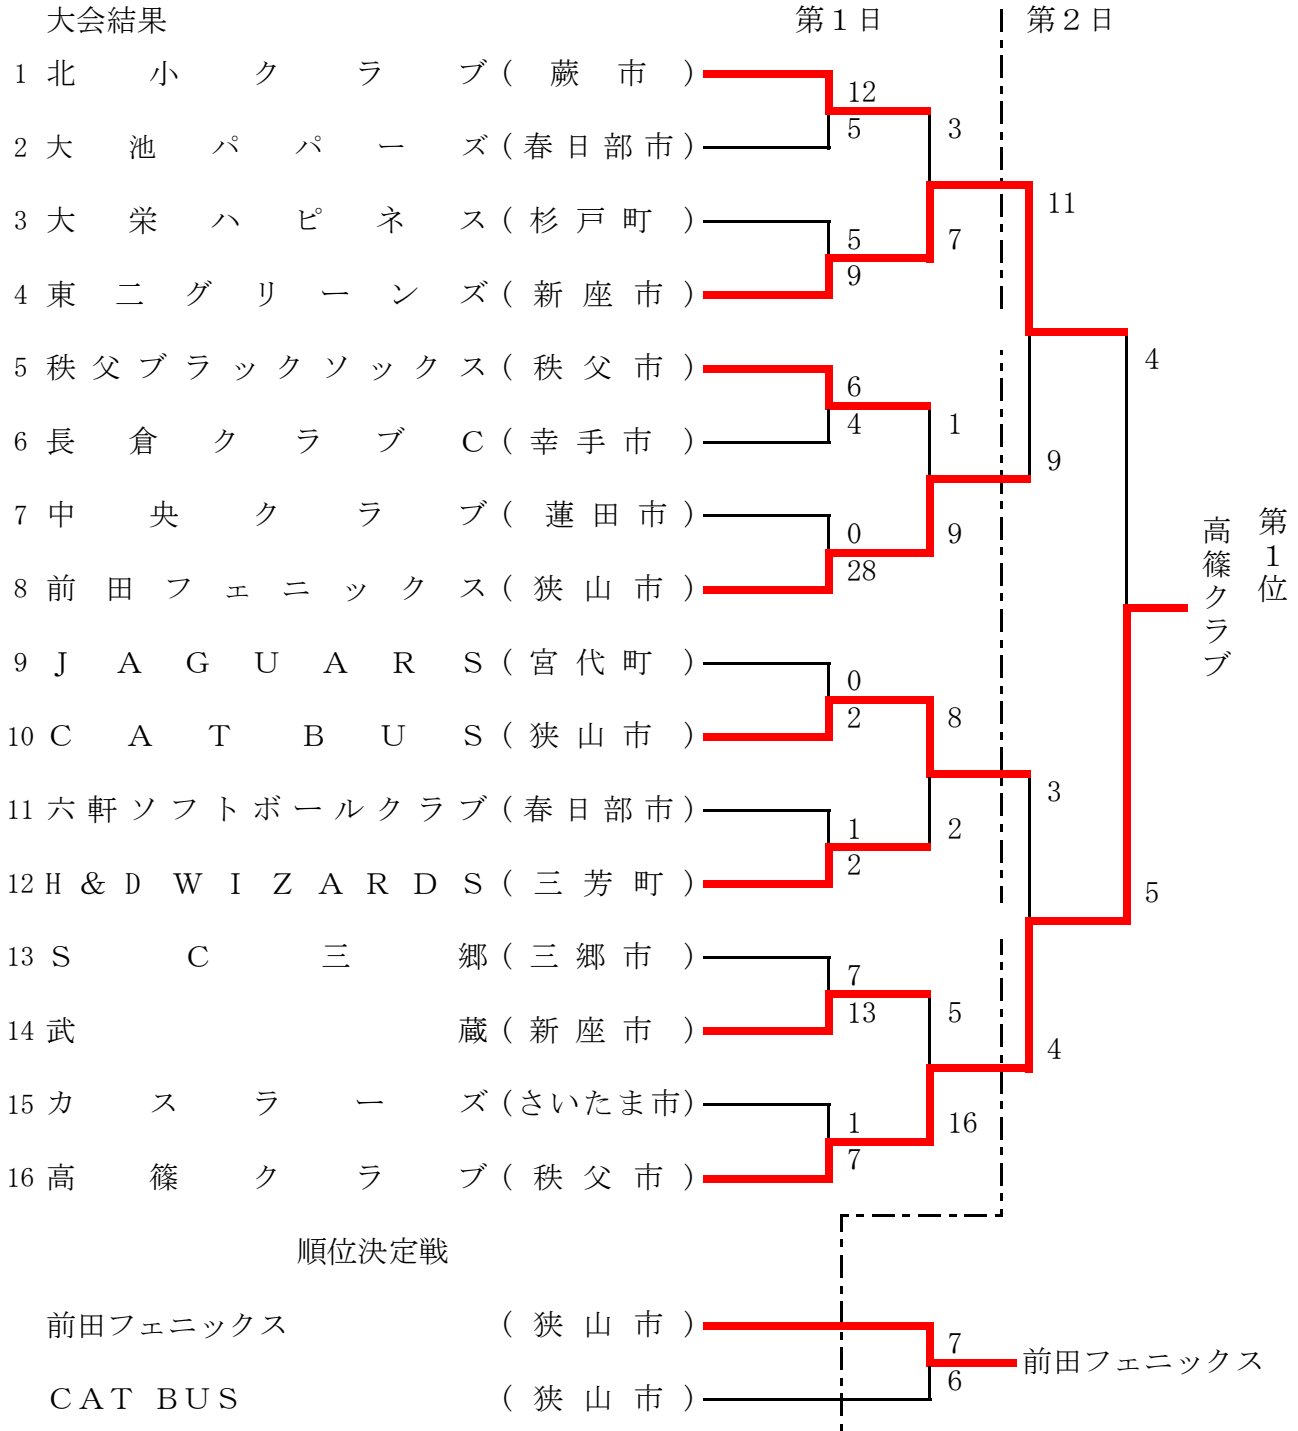 大会結果 第１日 第２日
1 北小クラブ(蕨市)
12
5
3
2 大池パパーズ(春日部市)
3 大栄ハピネス(杉戸町)
11
5
9
7
4 東二グリーンズ(新座市)
5 秩父ブラックソックス(秩父市)
4
6
4
1
6 長倉クラブC(幸手市)
9
7 中央クラブ(蓮田市)
0
28
9
8 前田フェニックス(狭山市)
第１位
高篠クラブ
9 JAGUARS(宮代町)
0
2
8
10 CAT BUS(狭山市)
3
11 六軒ソフトボールクラブ(春日部市)
1
2
2
12 H&D WIZARDS(三芳町)
5
13 SC三郷(三郷市)
7
13
5
14 武蔵(新座市)
4
15 カスラーズ(さいたま市)
1
7
16
16 高篠クラブ(秩父市)
順位決定戦
前田フェニックス (狭山市)
7
6
前田フェニックス
CAT BUS (狭山市)